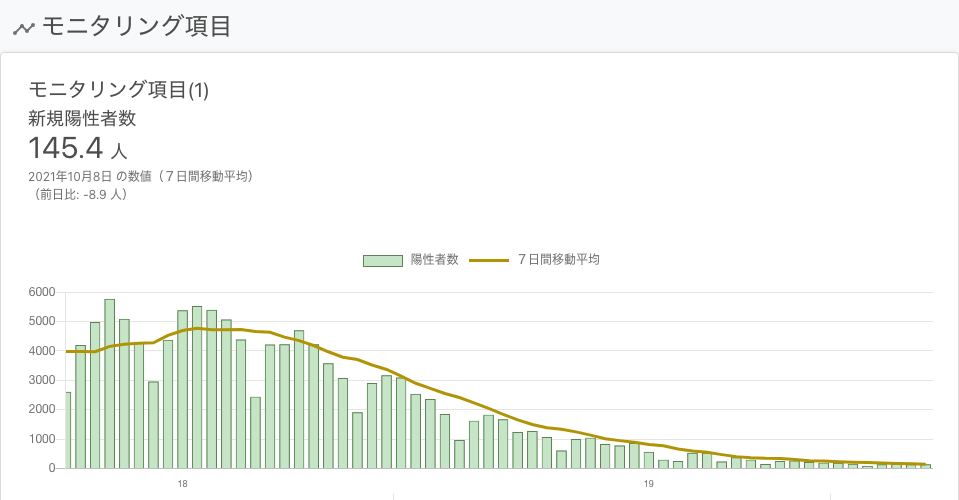 モニタリング項目
モニタリング項目(1)
新規陽性者数
145.4 人
2021年10月8日 の数値（７日間移動平均）
（前日比: -8.9 人）
陽性者数 ７日間移動平均
6000
5000
4000
3000
2000
1000
0
18 19